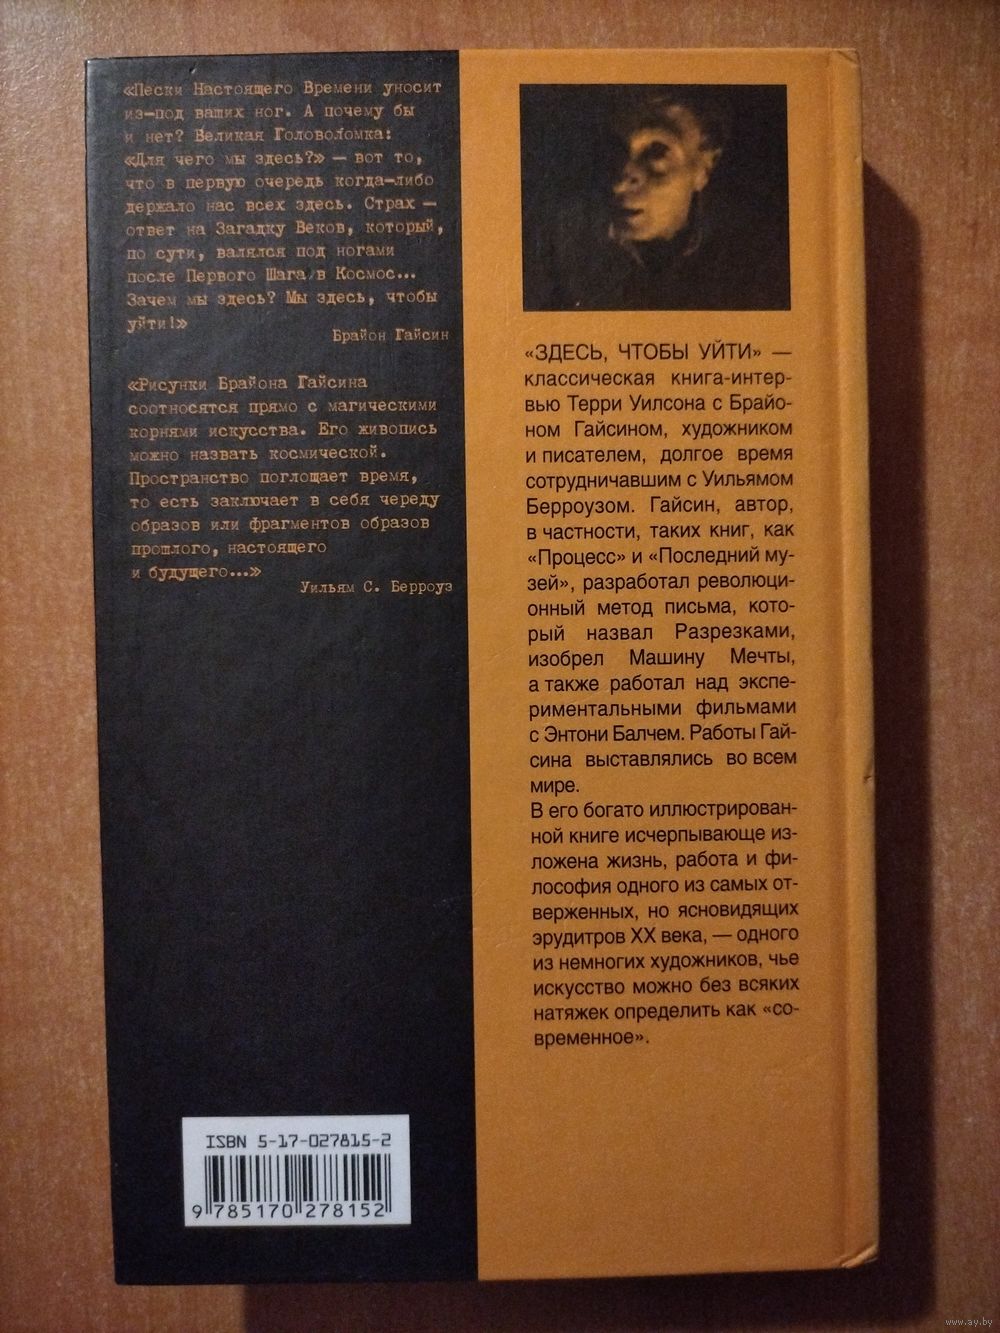 «Пески Настоящего Времени уносит
из-под ваших ног. А почему бы
и нет? Великая Головоломка:
«Для чего мы здесь?» — вот то,
что в первую очередь когда-либо
держало нас всех здесь. Страх —
ответ на Загадку Веков, который,
по сути, валялся под ногами
после Первого Шага в Космос...
Зачем мы здесь? Мы здесь, чтобы
уйти!»
Брайон Гайсин
«Рисунки Брайона Гайсина
соотносятся прямо с магическими
корнями искусства. Его живопись
можно назвать космической.
Пространство поглощает время,
то есть заключает в себя череду
образов или фрагментов образов
прошлого, настоящего
и будущего...»
Уильям С. Берроуз
«ЗДЕСЬ, ЧТОБЫ УЙТИ» —
классическая книга-интер-
вью Терри Уилсона с Брайо-
ном Гайсином, художником
и писателем, долгое время
сотрудничавшим с Уильямом
Берроузом. Гайсин, автор,
в частности, таких книг, как
«Процесс» и «Последний му-
зей», разработал революци-
онный метод письма, кото-
рый назвал Разрезками,
изобрел Машину Мечты,
а также работал над экспе-
риментальными фильмами
с Энтони Балчем. Работы Гай-
сина выставлялись во всем
мире.
В его богато иллюстрирован-
ной книге исчерпывающе из-
ложена жизнь, работа и фи-
лософия одного из самых от-
верженных, но ясновидящих
эрудитров XX века, — одного
из немногих художников, чье
искусство можно без всяких
натяжек определить как «со-
временное».
ISBN 5-17-027815-2
9 785170 278152
www.ay.by